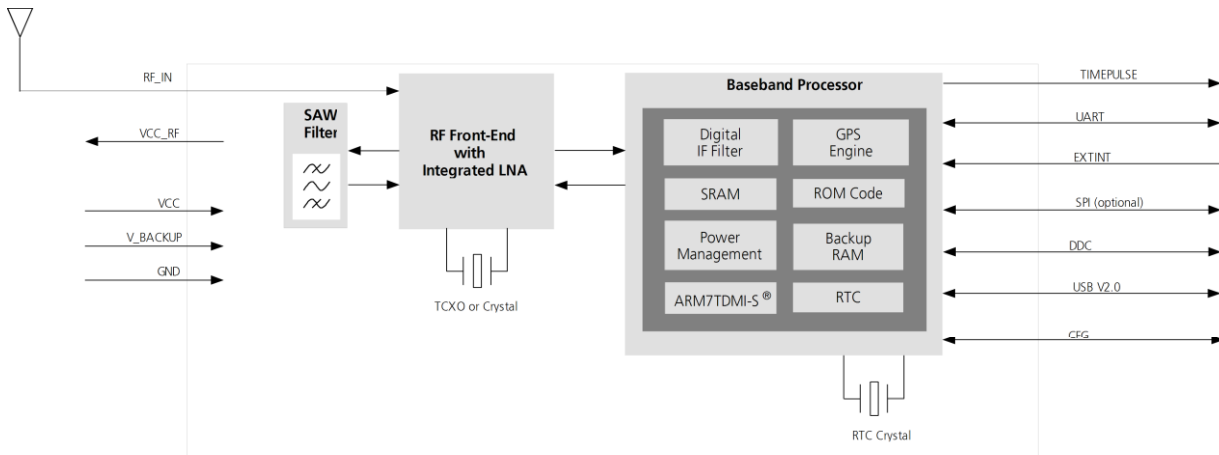 RF_IN
VCC_RF
VCC
V_BACKUP
GND
SAW
Filter
RF Front-End
with
Integrated LNA
TCXO or Crystal
Baseband Processor
Digital
IF Filter
GPS
Engine
SRAM
ROM Code
Power
Management
Backup
RAM
ARM7TDMI-S ®
RTC
RTC Crystal
TIMEPULSE
UART
EXTINT
SPI (optional)
DDC
USB V2.0
CFG